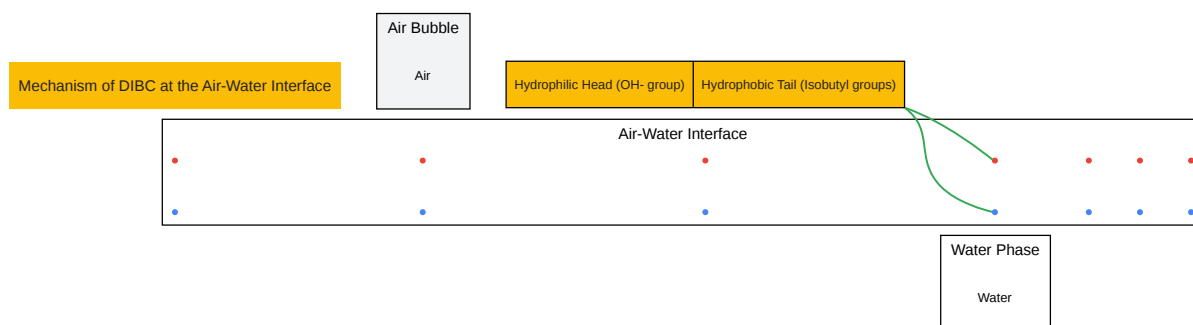 Air Bubble
Air
Mechanism of DIBC at the Air-Water Interface
Hydrophilic Head (OH- group)
Hydrophobic Tail (Isobutyl groups)
Air-Water Interface
Water Phase
Water